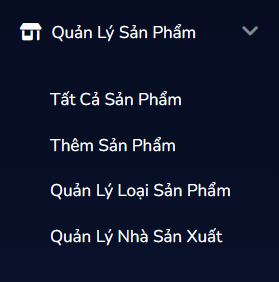 Quản Lý Sản Phẩm
Tất Cả Sản Phẩm
Thêm Sản Phẩm
Quản Lý Loại Sản Phẩm
Quản Lý Nhà Sản Xuất